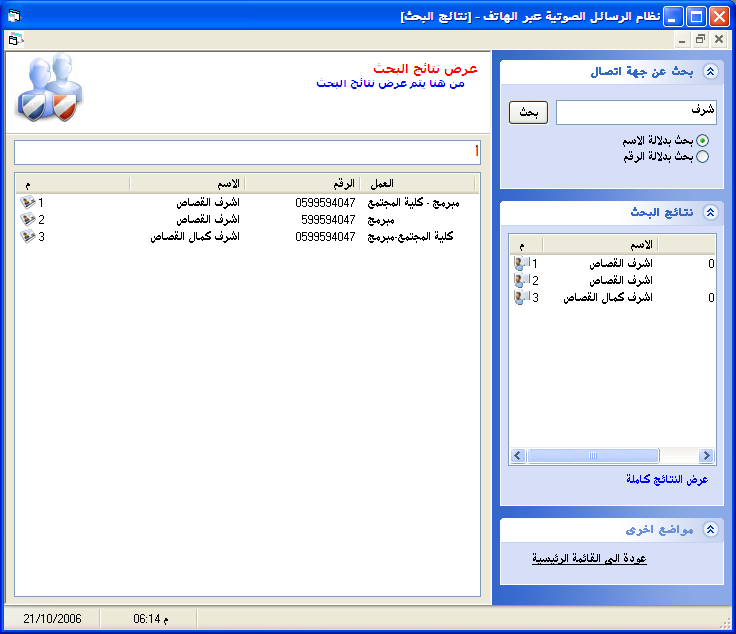 نظام الرسائل الصوتية عبر الهاتف - [نتائج البحث]
عرض نتائج البحث
من هنا يتم عرض نتائج البحث
م الاسم الرقم العمل
1 اشرف القصاص 0599594047 مبرمج - كلية المجتمع
2 اشرف القصاص 599594047 مبرمج
3 اشرف كمال القصاص 0599594047 كلية المجتمع-مبرمج
بحث عن جهة اتصال
شرف
بحث
بحث بدلالة الاسم
بحث بدلالة الرقم
نتائج البحث
م الاسم
1 اشرف القصاص 0
2 اشرف القصاص
3 اشرف كمال القصاص 0
عرض النتائج كاملة
مواضع اخرى
عودة الى القائمة الرئيسية
21/10/2006
06:14 م